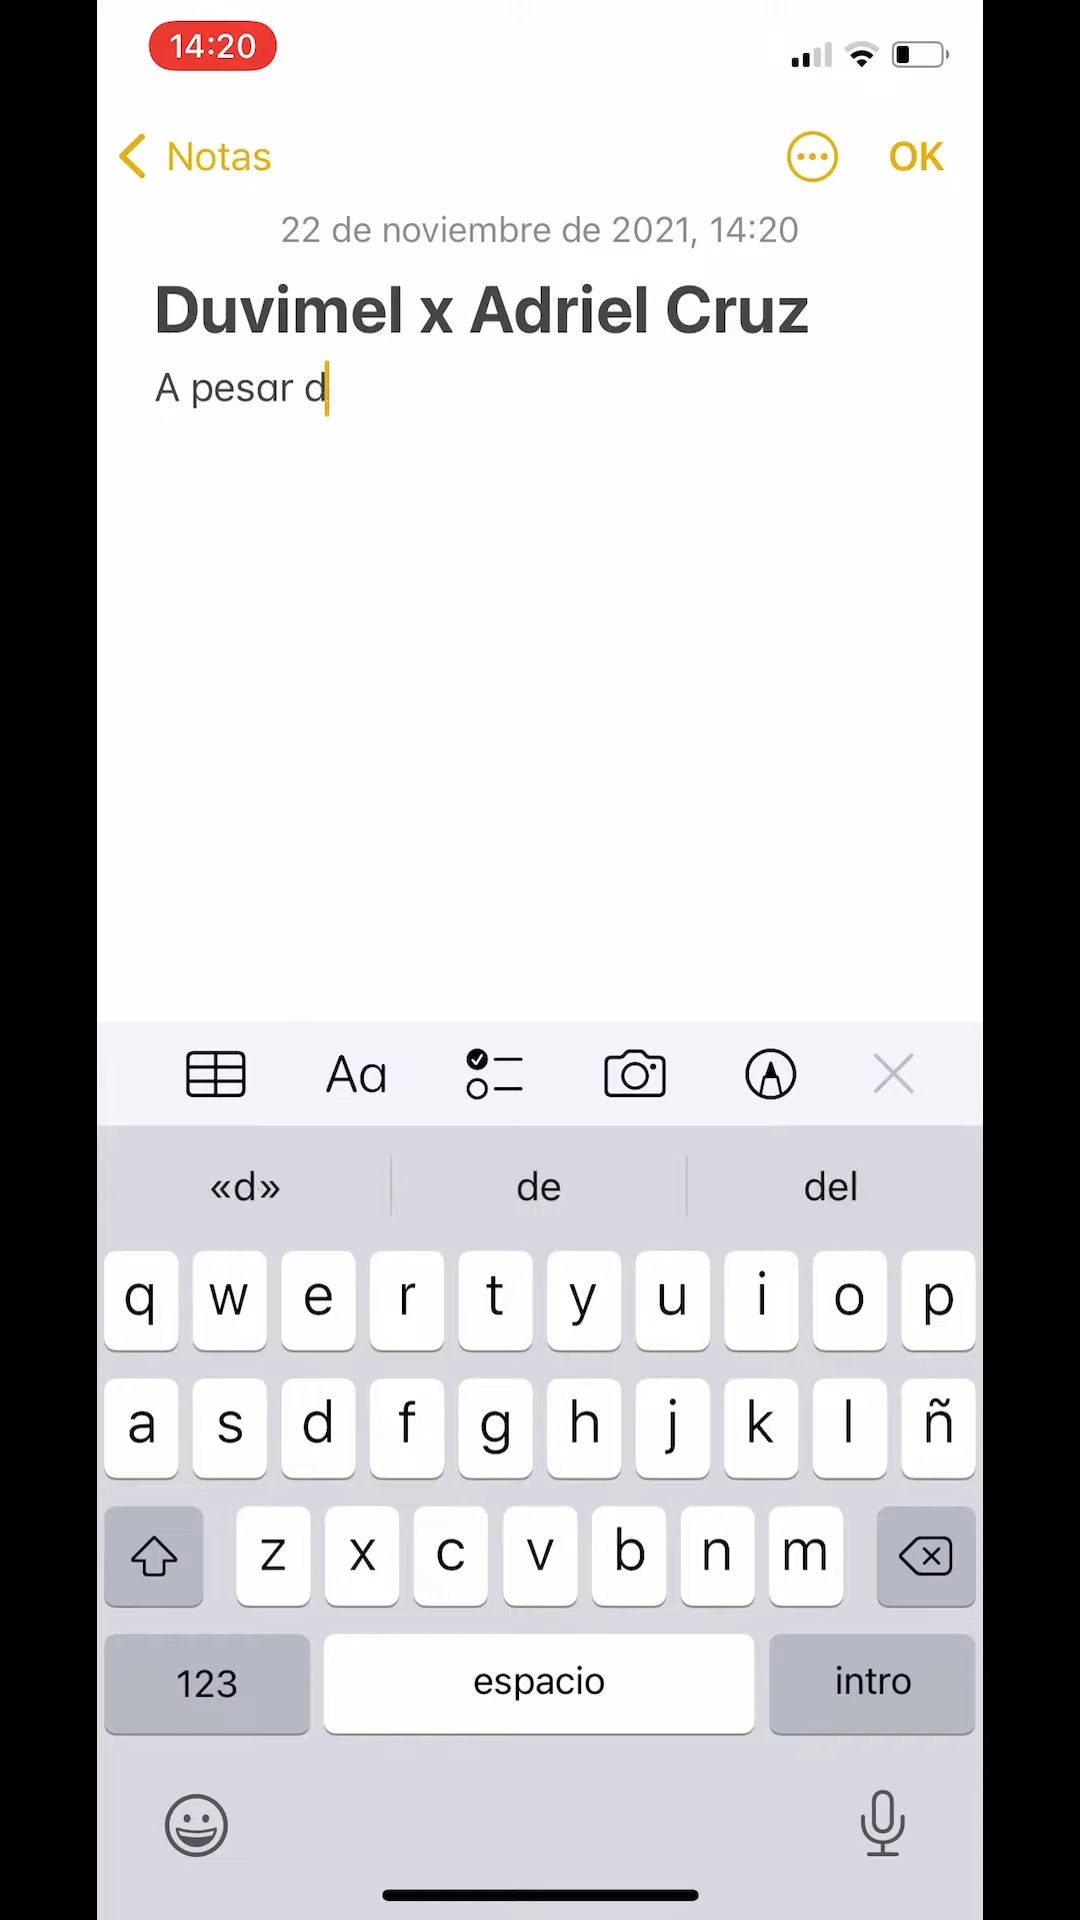 14:20
Notas
OK
22 de noviembre de 2021, 14:20
Duvimel x Adriel Cruz
A pesar d
Aa
«d» de del
q w e r t y u i o p
a s d f g h j k l ñ
z x c v b n m
123 espacio intro